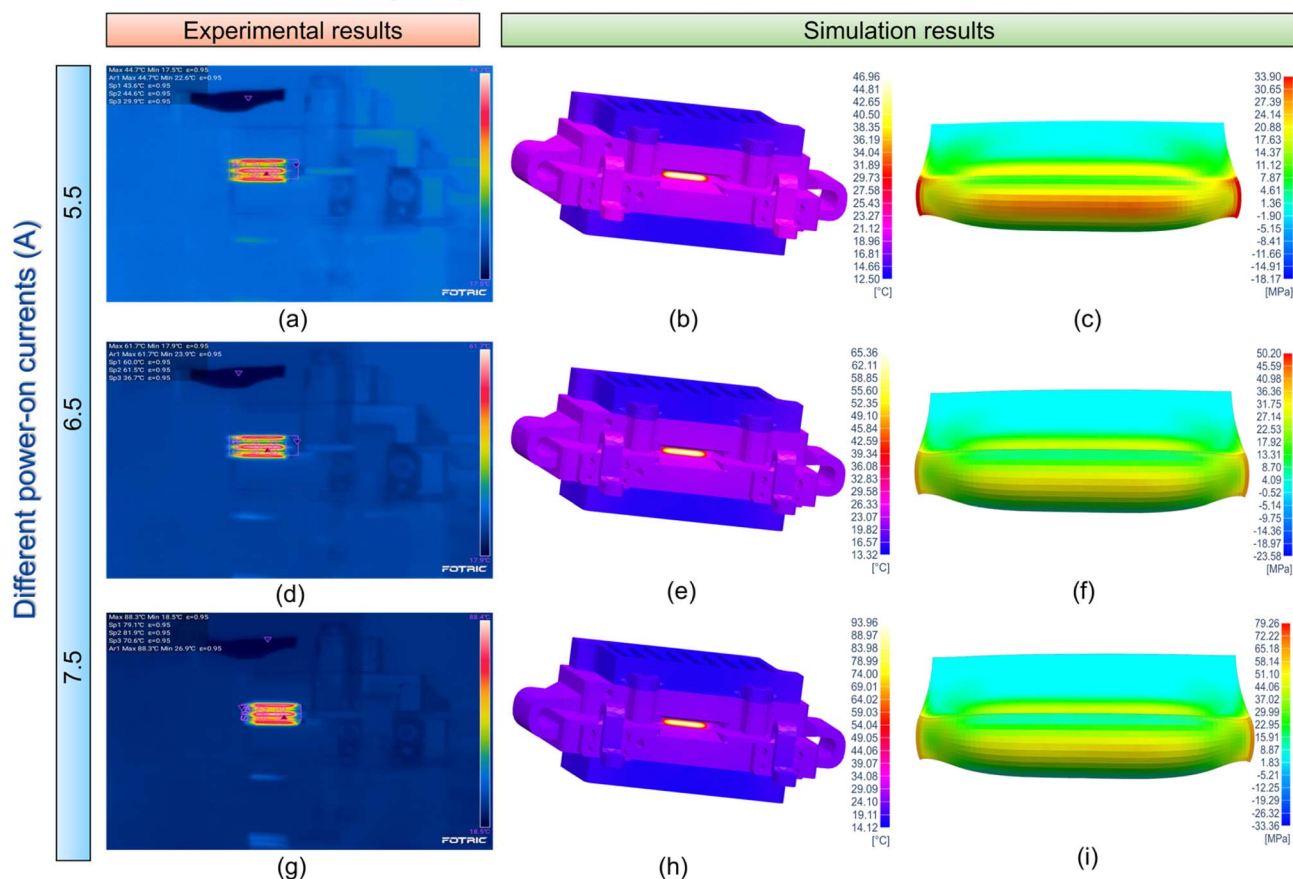 Experimental results
Simulation results
Different power-on currents (A)
5.5
6.5
7.5
Max 44.7°C Min 17.5°C ε=0.95
Ar1 Max 44.7°C Min 22.6°C ε=0.95
Sp1 43.6°C ε=0.95
Sp2 44.6°C ε=0.95
Sp3 29.9°C ε=0.95
17.5°C
FOTRIC
(a)
46.96
44.81
42.65
40.50
38.35
36.19
34.04
31.89
29.73
27.58
25.43
23.27
21.12
18.96
16.81
14.66
12.50
[°C]
(b)
33.90
30.65
27.39
24.14
20.88
17.63
14.37
11.12
7.87
4.61
1.36
-1.90
-5.15
-8.41
-11.66
-14.91
-18.17
[MPa]
(c)
Max 61.7°C Min 17.9°C ε=0.95
Ar1 Max 61.7°C Min 23.9°C ε=0.95
Sp1 60.0°C ε=0.95
Sp2 61.5°C ε=0.95
Sp3 36.7°C ε=0.95
61.7°C
17.9°C
FOTRIC
(d)
65.36
62.11
58.85
55.60
52.35
49.10
45.84
42.59
39.34
36.08
32.83
29.58
26.33
23.07
19.82
16.57
13.32
[°C]
(e)
50.20
45.59
40.98
36.36
31.75
27.14
22.53
17.92
13.31
8.70
4.09
-0.52
-5.14
-9.75
-14.36
-18.97
-23.58
[MPa]
(f)
Max 88.3°C Min 18.5°C ε=0.95
Sp1 79.1°C ε=0.95
Sp2 81.9°C ε=0.95
Sp3 70.6°C ε=0.95
Ar1 Max 88.3°C Min 26.9°C ε=0.95
88.4°C
18.5°C
FOTRIC
(g)
93.96
88.97
83.98
78.99
74.00
69.01
64.02
59.03
54.04
49.05
44.06
39.07
34.08
29.09
24.10
19.11
14.12
[°C]
(h)
79.26
72.22
65.18
58.14
51.10
44.06
37.02
29.99
22.95
15.91
8.87
1.83
-5.21
-12.25
-19.29
-26.32
-33.36
[MPa]
(i)